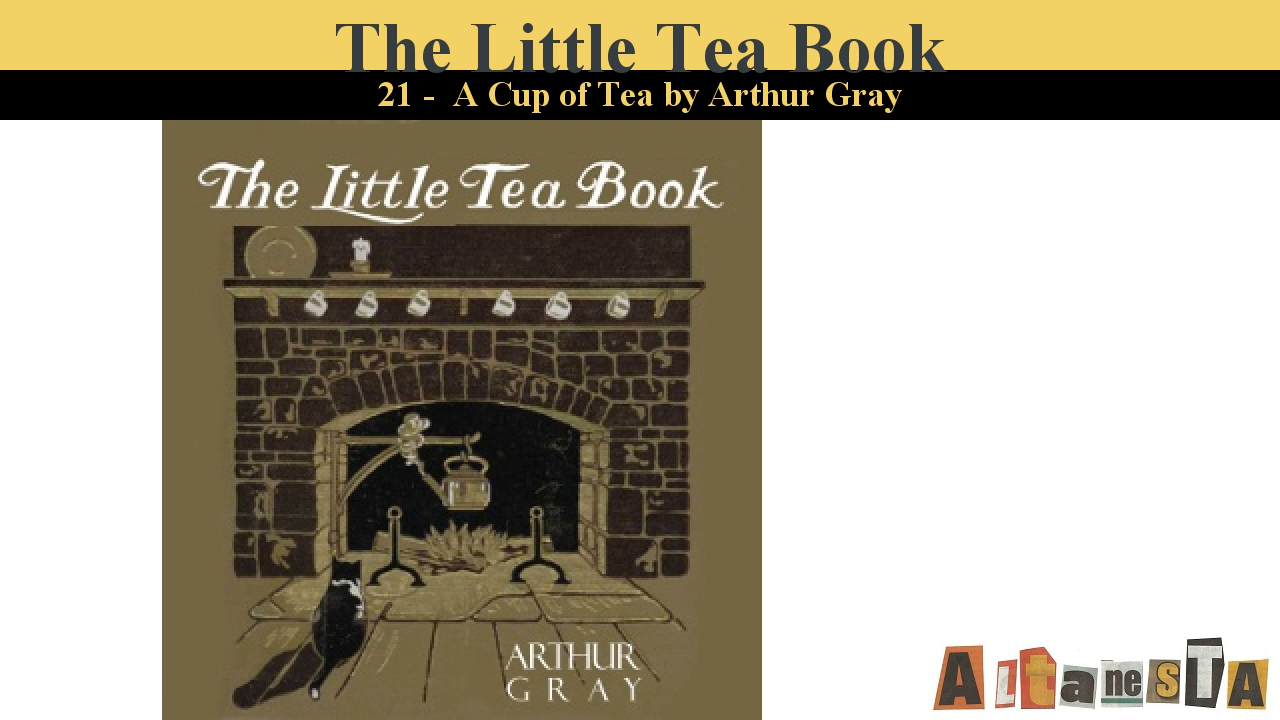 The Little Tea Book
21 - A Cup of Tea by Arthur Gray
The Little Tea Book
ARTHUR
GRAY
AltaneSTA